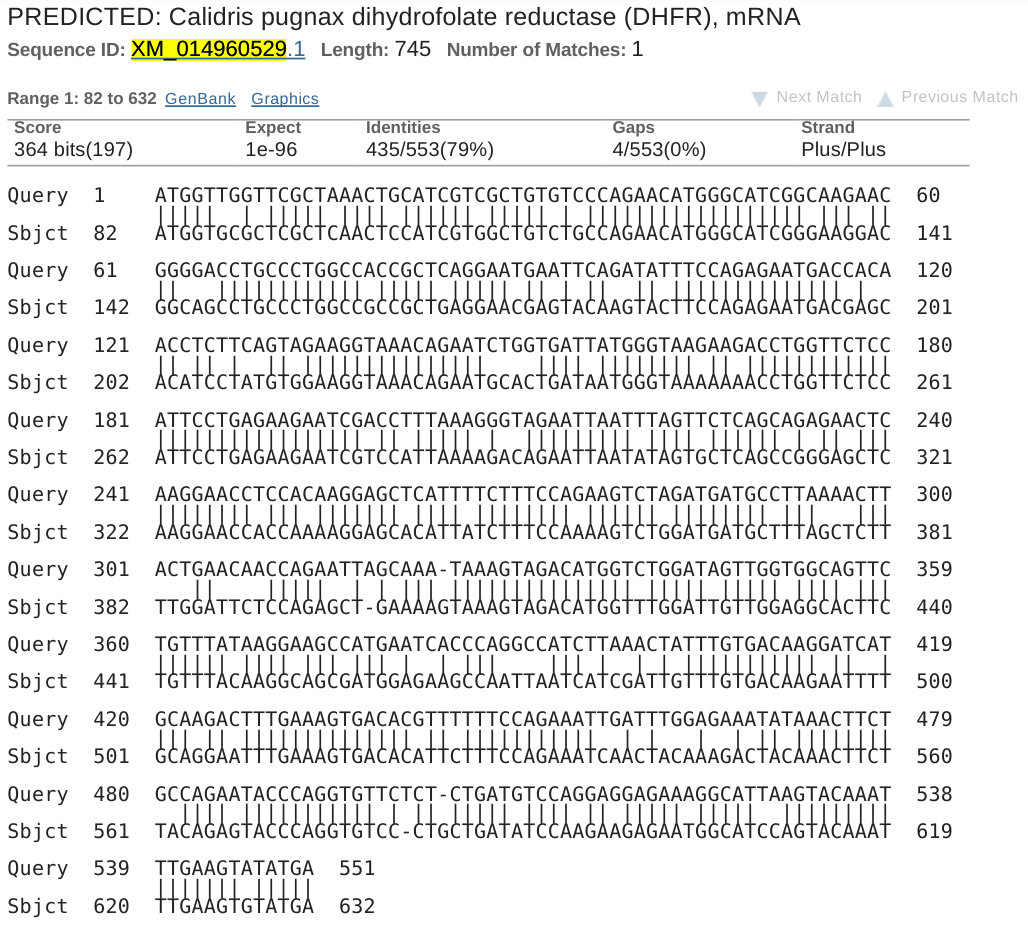 PREDICTED: Calidris pugnax dihydrofolate reductase (DHFR), mRNA
Sequence ID: XM_014960529.1 Length: 745 Number of Matches: 1
Range 1: 82 to 632 GenBank Graphics Next Match Previous Match
Score Expect Identities Gaps Strand
364 bits(197) 1e-96 435/553(79%) 4/553(0%) Plus/Plus
Query 1 ATGGTTGGTTCGCTAAACTGCATCGTCGCTGTGTCCCAGAACATGGGCATCGGCAAGAAC 60
Sbjct 82 ATGGTGCGCTCGCTCAACTCCATCGTGGCTGTCTGCCAGAACATGGGCATCGGGAAGGAC 141
Query 61 GGGGACCTGCCCTGGCCACCGCTCAGGAATGAATTCAGATATTTCCAGAGAATGACCACA 120
Sbjct 142 GGCAGCCTGCCCTGGCCGCCGCTGAGGAACGAGTACAAGTACTTCCAGAGAATGACGAGC 201
Query 121 ACCTCTTCAGTAGAAGGTAAACAGAATCTGGTGATTATGGGTAAGAAGACCTGGTTCTCC 180
Sbjct 202 ACATCCTATGTGGAAGGTAAACAGAATGCACTGATAATGGGTAAAAAAACCTGGTTCTCC 261
Query 181 ATTCCTGAGAAGAATCGACCTTTAAAGGGTAGAATTAATTTAGTTCTCAGCAGAGAACTC 240
Sbjct 262 ATTCCTGAGAAGAATCGTCCATTAAAAGACAGAATTAATATAGTGCTCAGCCGGGAGCTC 321
Query 241 AAGGAACCTCCACAAGGAGCTCATTTTCTTTCCAGAAGTCTAGATGATGCCTTAAAACTT 300
Sbjct 322 AAGGAACCACCAAAAGGAGCACATTATCTTTCCAAAAGTCTGGATGATGCTTTAGCTCTT 381
Query 301 ACTGAACAACCAGAATTAGCAAA-TAAAGTAGACATGGTCTGGATAGTTGGTGGCAGTTC 359
Sbjct 382 TTGGATTCTCCAGAGCT-GAAAAGTAAAGTAGACATGGTTTGGATTGTTGGAGGCACTTC 440
Query 360 TGTTTATAAGGAAGCCATGAATCACCCAGGCCATCTTAAACTATTTGTGACAAGGATCAT 419
Sbjct 441 TGTTTACAAGGCAGCGATGGAGAAGCCAATTAATCATCGATTGTTTGTGACAAGAATTTT 500
Query 420 GCAAGACTTTGAAAGTGACACGTTTTTTCCAGAAATTGATTTGGAGAAATATAAACTTCT 479
Sbjct 501 GCAGGAATTTGAAAGTGACACATTCTTTCCAGAAATCAACTACAAAGACTACAAACTTCT 560
Query 480 GCCAGAATACCCAGGTGTTCTCT-CTGATGTCCAGGAGGAGAAAGGCATTAAGTACAAAT 538
Sbjct 561 TACAGAGTACCCAGGTGTCC-CTGCTGATATCCAAGAAGAGAATGGCATCCAGTACAAAT 619
Query 539 TTGAAGTATATGA 551
Sbjct 620 TTGAAGTGTATGA 632